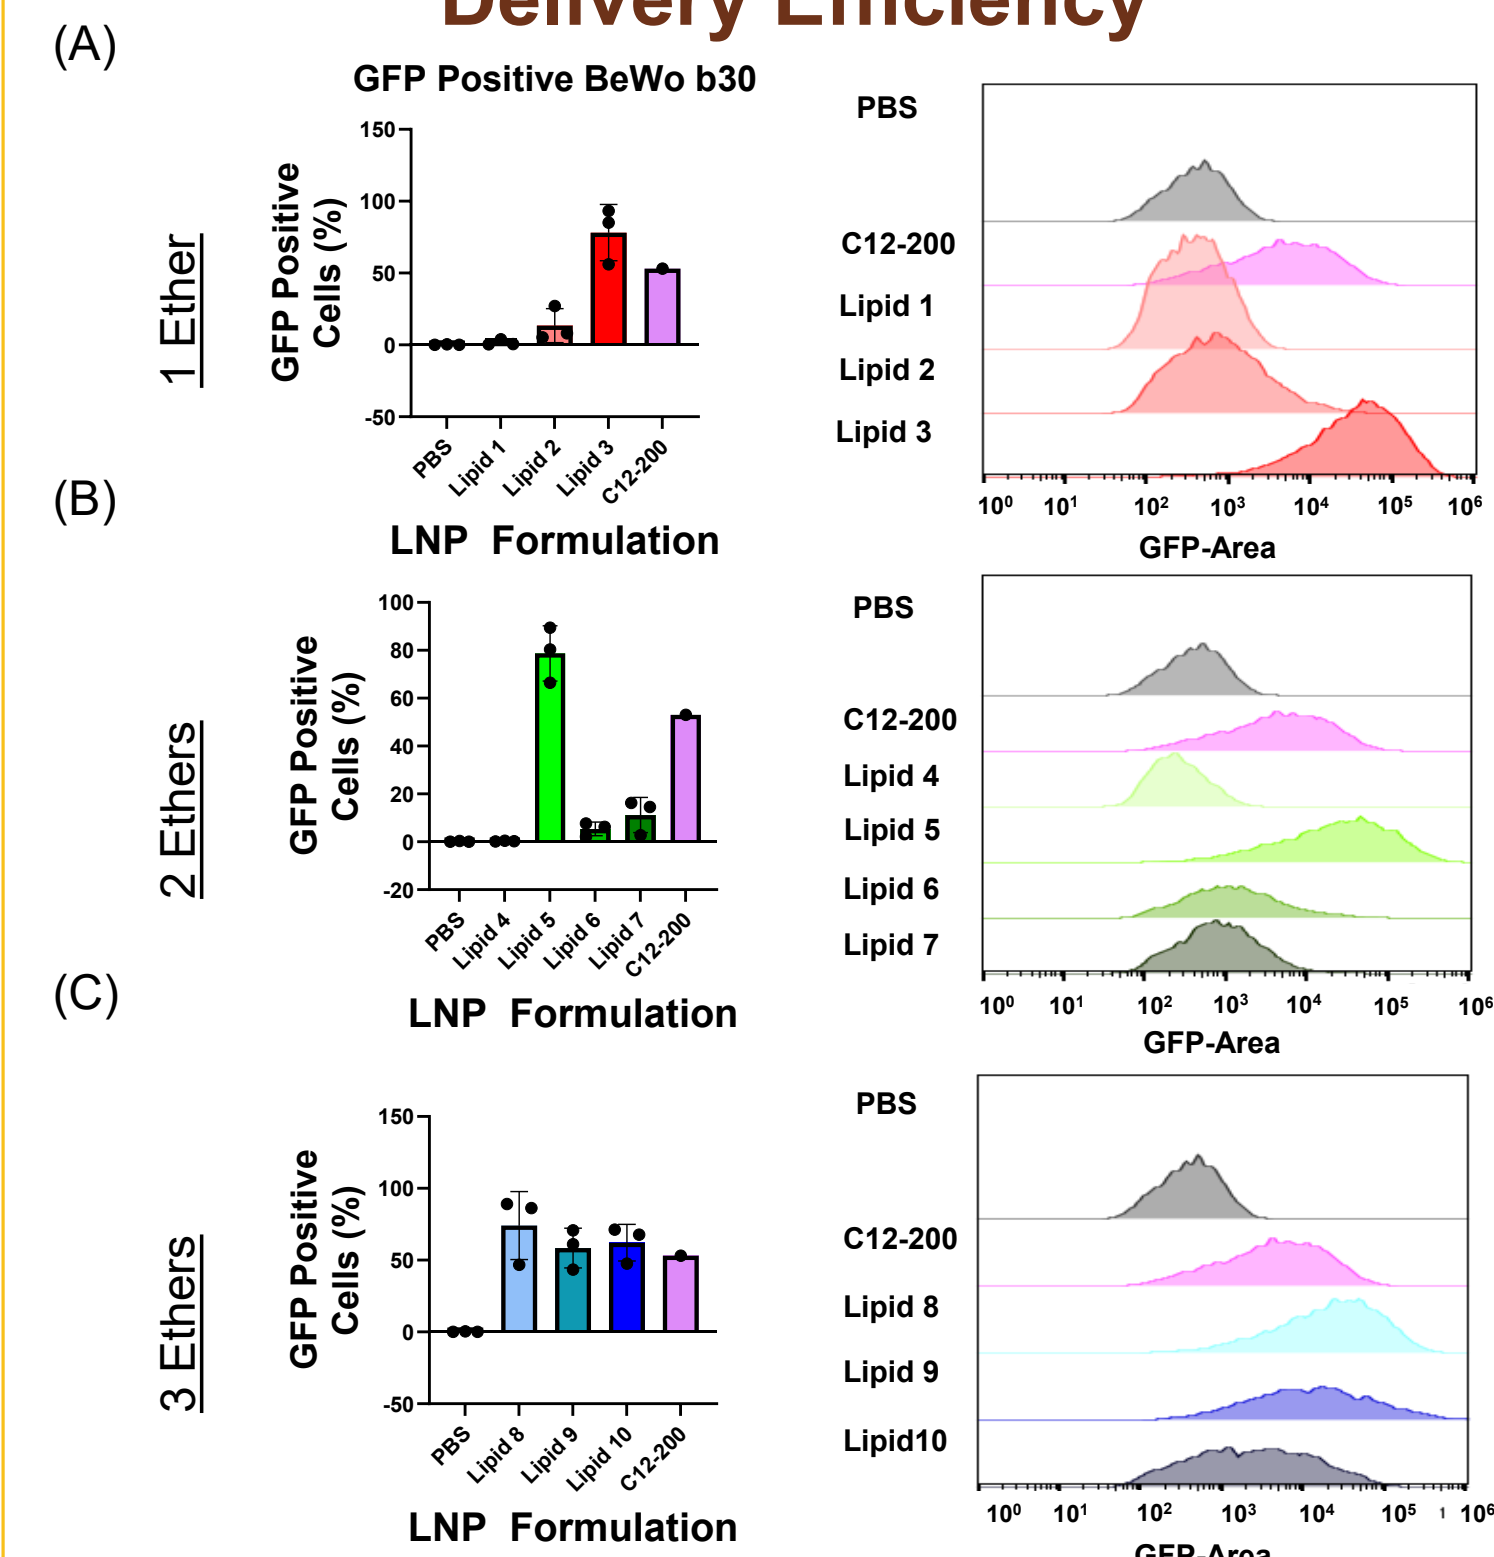 Delivery Efficiency
(A)
GFP Positive BeWo b30
1 Ether
GFP Positive
Cells (%)
150
100
50
0
-50
PBS
Lipid 1
Lipid 2
Lipid 3
C12-200
LNP Formulation
PBS
C12-200
Lipid 1
Lipid 2
Lipid 3
10⁰ 10¹ 10² 10³ 10⁴ 10⁵ 10⁶
GFP-Area
(B)
2 Ethers
GFP Positive
Cells (%)
100
80
60
40
20
0
-20
PBS
Lipid 4
Lipid 5
Lipid 6
Lipid 7
C12-200
LNP Formulation
PBS
C12-200
Lipid 4
Lipid 5
Lipid 6
Lipid 7
10⁰ 10¹ 10² 10³ 10⁴ 10⁵ 10⁶
GFP-Area
(C)
3 Ethers
GFP Positive
Cells (%)
150
100
50
0
-50
PBS
Lipid 8
Lipid 9
Lipid 10
C12-200
LNP Formulation
PBS
C12-200
Lipid 8
Lipid 9
Lipid10
10⁰ 10¹ 10² 10³ 10⁴ 10⁵ 1 10⁶
GFP-Area